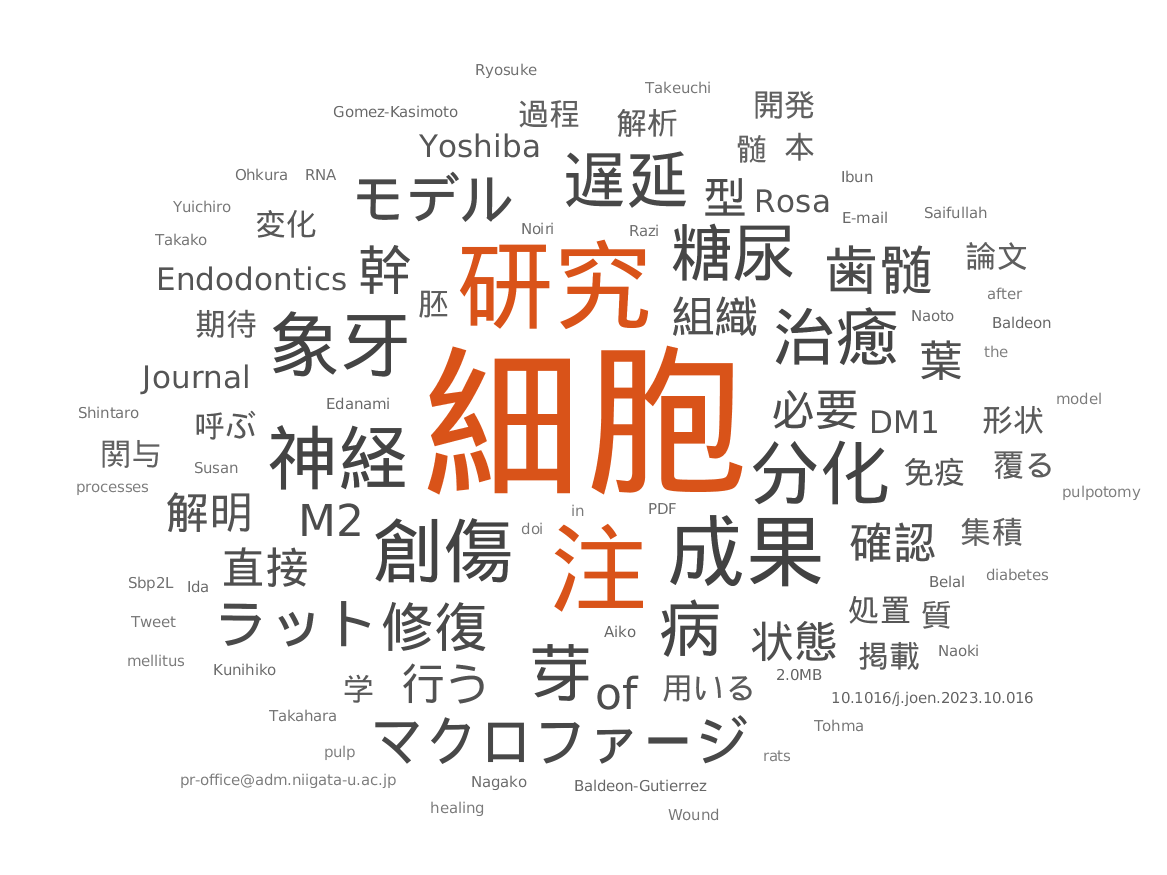 Ryosuke
Takeuchi
Gomez-Kasimoto 過程 解析 開発
Yoshiba 髄 本
Ohkura RNA モデル 遅延 型 Rosa Ibun
Yuichiro 変化 Noiri Razi E-mail Saifullah
Takako 研究 糖尿 歯髄 論文
Endodontics 幹 胚 組織 after
期待 象牙 治癒 Naoto Baldeon
Journal 細胞 葉 the
Shintaro Edanami 必要 DM1 形状 model
関与 呼ぶ 神経 分化 免疫 覆る
processes Susan pulpotomy
解明 M2 創傷 doi in PDF 成果 確認 集積
直接 注 Belal diabetes
Sbp2L Ida
Tweet ラット 修復 Aiko 病 状態 処置 質
mellitus Kunihiko 掲載 Naoki
学 行う 芽 of 用いる 2.0MB
Takahara 10.1016/j.joen.2023.10.016
pulp マクロファージ rats Tohma
pr-office@adm.niigata-u.ac.jp Nagako Baldeon-Gutierrez
healing Wound